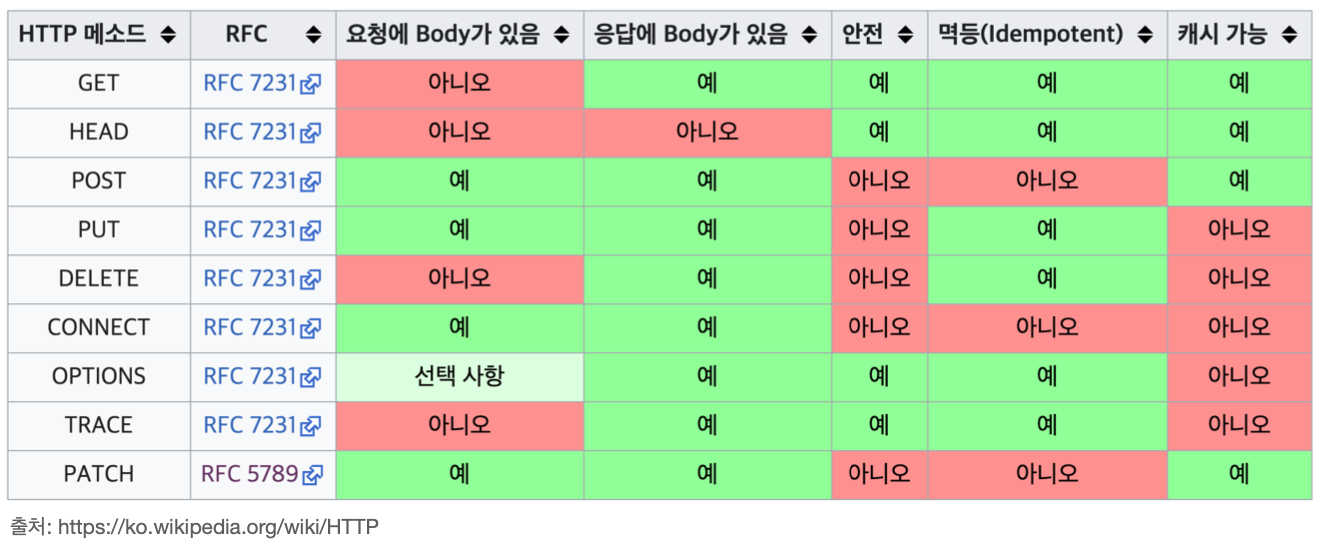 HTTP 메소드 RFC 요청에 Body가 있음 응답에 Body가 있음 안전 멱등(Idempotent) 캐시 가능
GET RFC 7231 아니오 예 예 예 예
HEAD RFC 7231 아니오 아니오 예 예 예
POST RFC 7231 예 예 아니오 아니오 예
PUT RFC 7231 예 예 아니오 예 아니오
DELETE RFC 7231 아니오 예 아니오 예 아니오
CONNECT RFC 7231 예 예 아니오 아니오 아니오
OPTIONS RFC 7231 선택 사항 예 예 예 아니오
TRACE RFC 7231 아니오 예 예 예 아니오
PATCH RFC 5789 예 예 아니오 아니오 예
출처: https://ko.wikipedia.org/wiki/HTTP